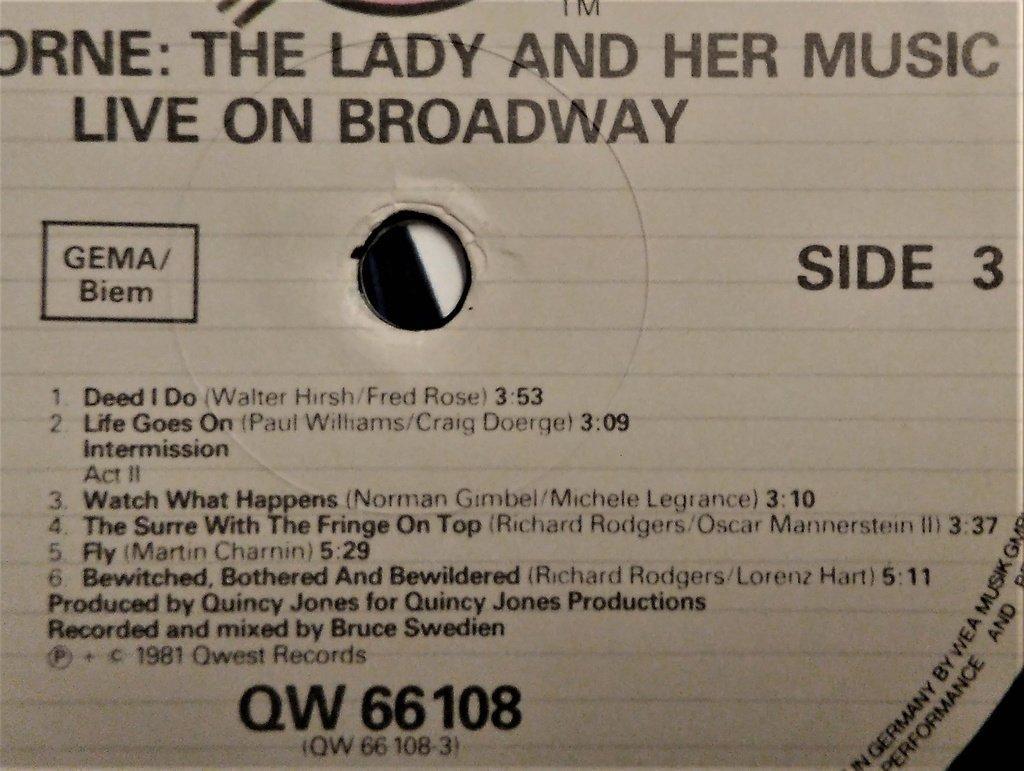 TM
ORNE: THE LADY AND HER MUSIC
LIVE ON BROADWAY
GEMA/
Biem
SIDE 3
1. Deed I Do (Walter Hirsh/Fred Rose) 3:53
2. Life Goes On (Paul Williams/Craig Doerge) 3:09
Intermission
Act II
3. Watch What Happens (Norman Gimbel/Michele Legrance) 3:10
4. The Surre With The Fringe On Top (Richard Rodgers/Oscar Mannerstein II) 3:37
5. Fly (Martin Charnin) 5:29
6. Bewitched, Bothered And Bewildered (Richard Rodgers/Lorenz Hart) 5:11
Produced by Quincy Jones for Quincy Jones Productions
Recorded and mixed by Bruce Swedien
℗ + © 1981 Qwest Records
QW 66 108
(QW 66 108-3)
IN GERMANY BY WEA MUSIK GMB
PERFORMANCE AND